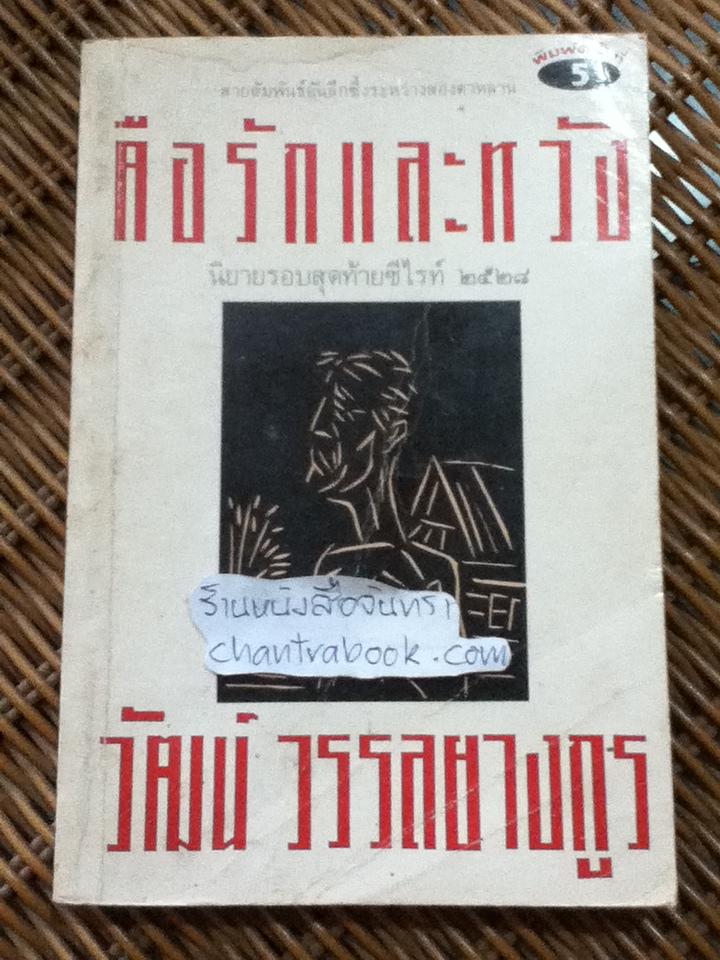 พิมพ์ครั้งที่
5
สายสัมพันธ์อันลึกซึ้งระหว่างสองตาหลาน
คือรักและหวัง
นิยายรอบสุดท้ายซีไรท์ ๒๕๒๘
ร้านหนังสือจันทรา
chantrabook.com
วัฒน์ วรรลยางกูร